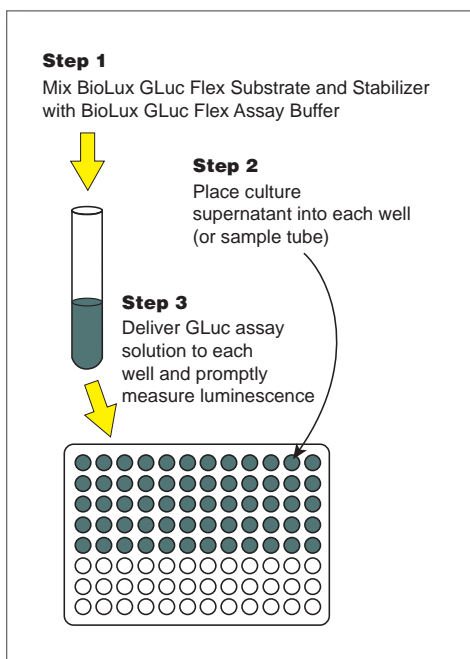 Step 1
Mix BioLux GLuc Flex Substrate and Stabilizer
with BioLux GLuc Flex Assay Buffer
Step 2
Place culture
supernatant into each well
(or sample tube)
Step 3
Deliver GLuc assay
solution to each
well and promptly
measure luminescence